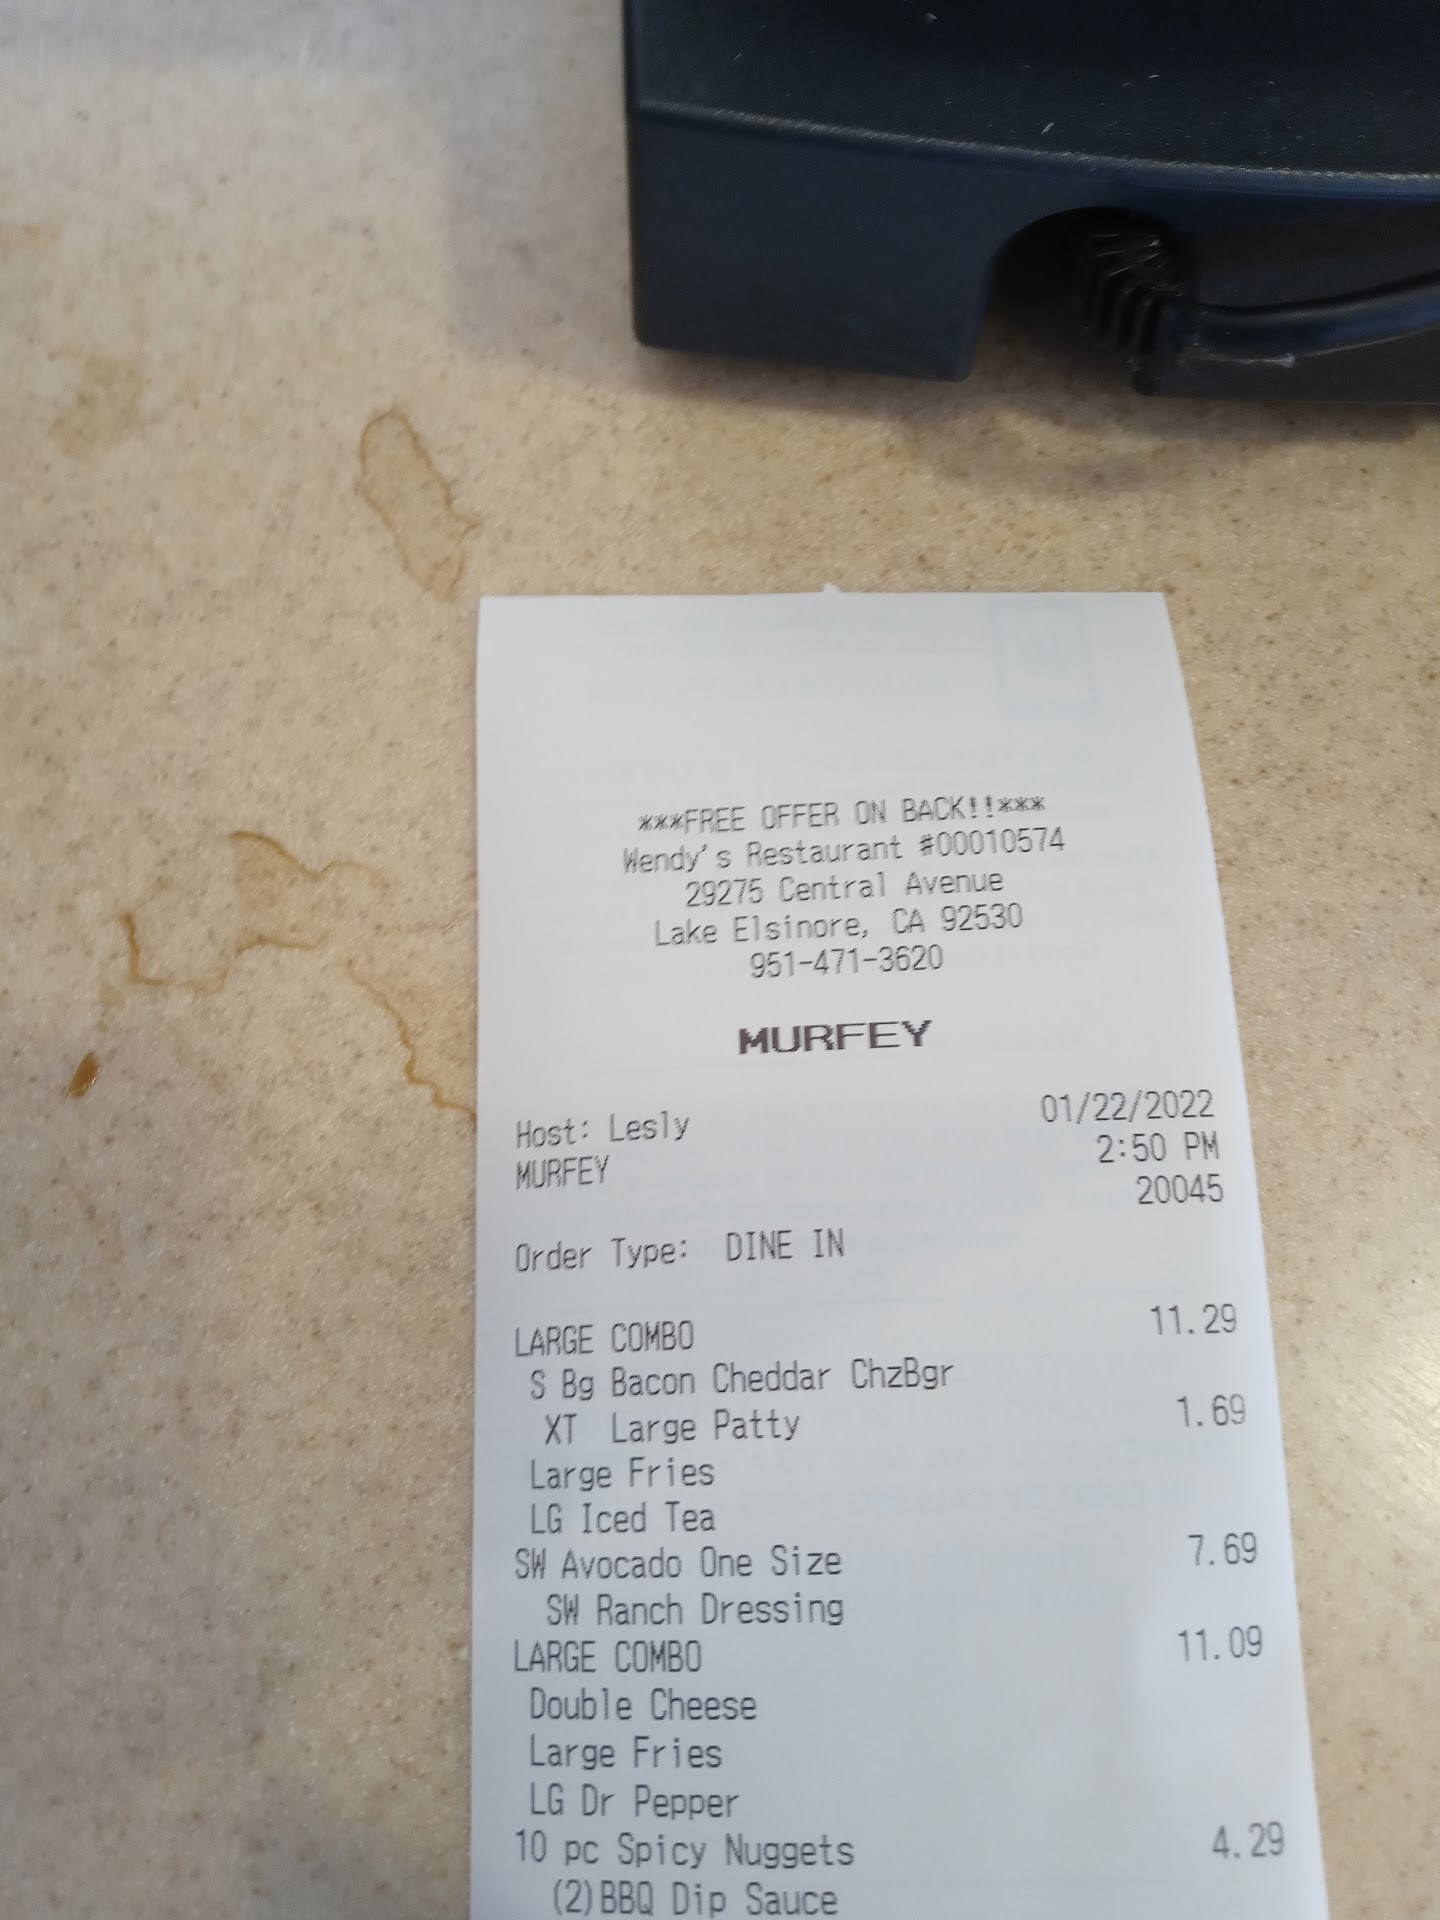 ***FREE OFFER ON BACK!!***
Wendy's Restaurant #00010574
29275 Central Avenue
Lake Elsinore, CA 92530
951-471-3620
MURFEY
Host: Lesly 01/22/2022
MURFEY 2:50 PM
20045
Order Type: DINE IN
LARGE COMBO 11.29
S Bg Bacon Cheddar ChzBgr
XT Large Patty 1.69
Large Fries
LG Iced Tea
SW Avocado One Size 7.69
SW Ranch Dressing
LARGE COMBO 11.09
Double Cheese
Large Fries
LG Dr Pepper
10 pc Spicy Nuggets 4.29
(2)BBQ Dip Sauce